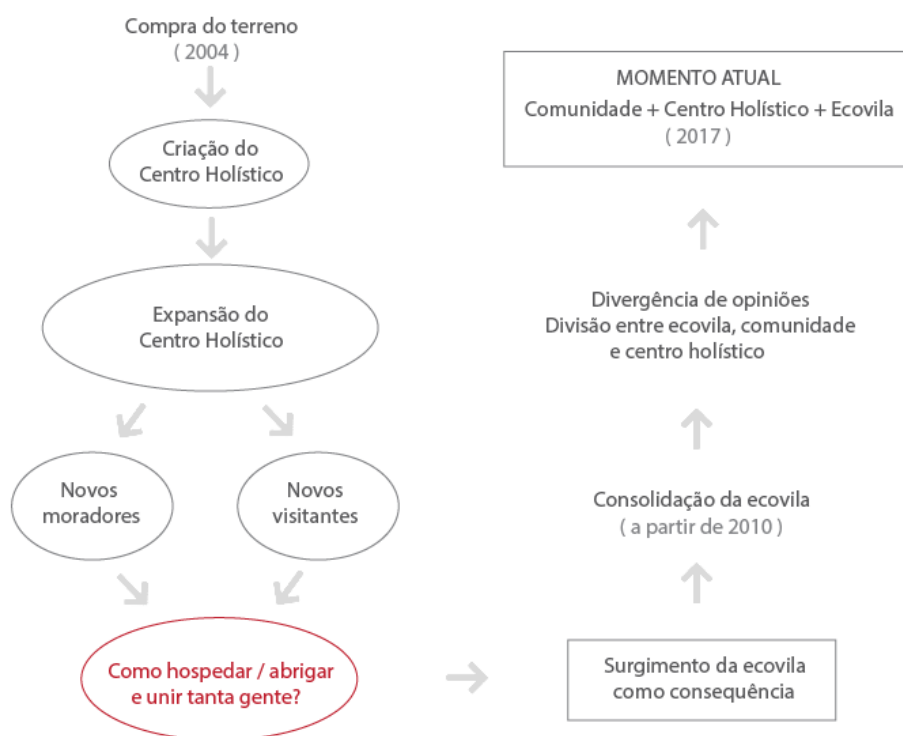 Compra do terreno
( 2004 )
Criação do
Centro Holístico
Expansão do
Centro Holístico
Novos
moradores
Novos
visitantes
Como hospedar / abrigar
e unir tanta gente?
Surgimento da ecovila
como consequência
Consolidação da ecovila
( a partir de 2010 )
Divergência de opiniões
Divisão entre ecovila, comunidade
e centro holístico
MOMENTO ATUAL
Comunidade + Centro Holístico + Ecovila
( 2017 )